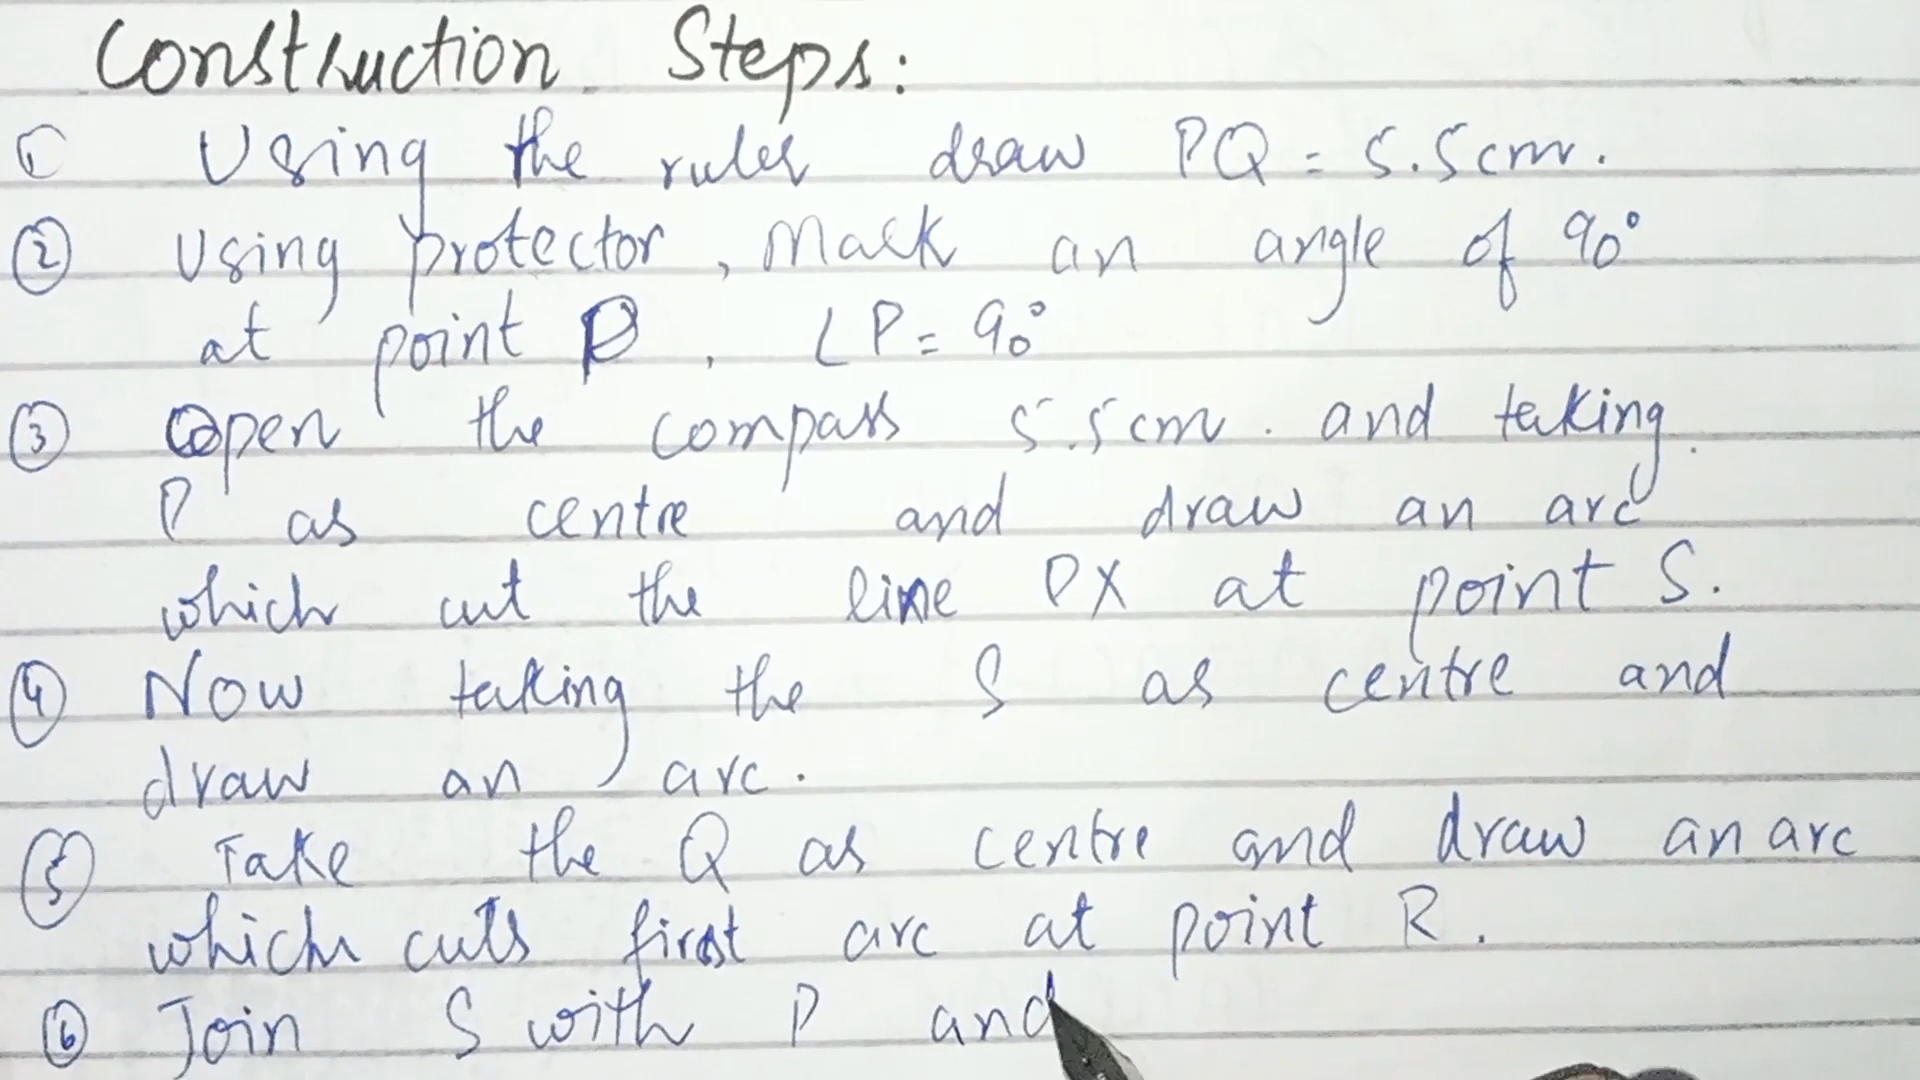 Construction Steps:
① Using the ruler draw PQ = 5.5cm.
② Using protector, Mark an angle of 90°
at point P, ∠P = 90°
③ Open the compass 5.5cm. and taking
P as centre and draw an arc
which cut the line PX at point S.
④ Now taking the S as centre and
draw an arc.
⑤ Take the Q as centre and draw an arc
which cuts first arc at point R.
⑥ Join S with P and